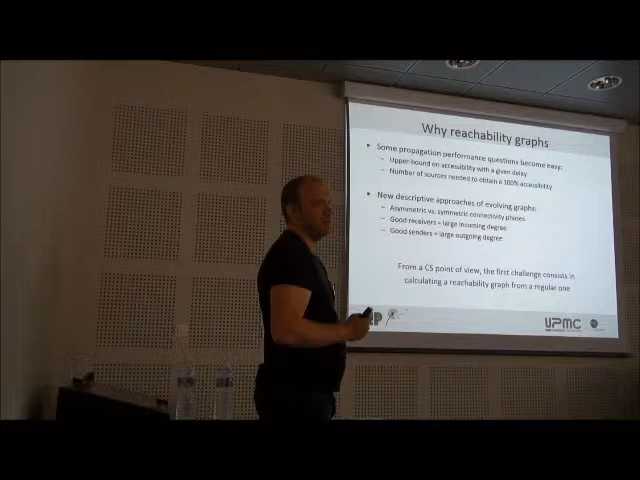 Why reachability graphs
• Some propagation performance questions become easy:
– Upper-bound on accessibility with a given delay
– Number of sources needed to obtain a 100% accessibility
• New descriptive approaches of evolving graphs:
– Asymmetric vs. symmetric connectivity phases
– Good receivers = large incoming degree
– Good senders = large outgoing degree
From a CS point of view, the first challenge consists in
calculating a reachability graph from a regular one
UPMC